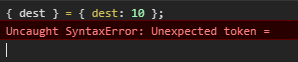 { dest } = { dest: 10 };
Uncaught SyntaxError: Unexpected token =